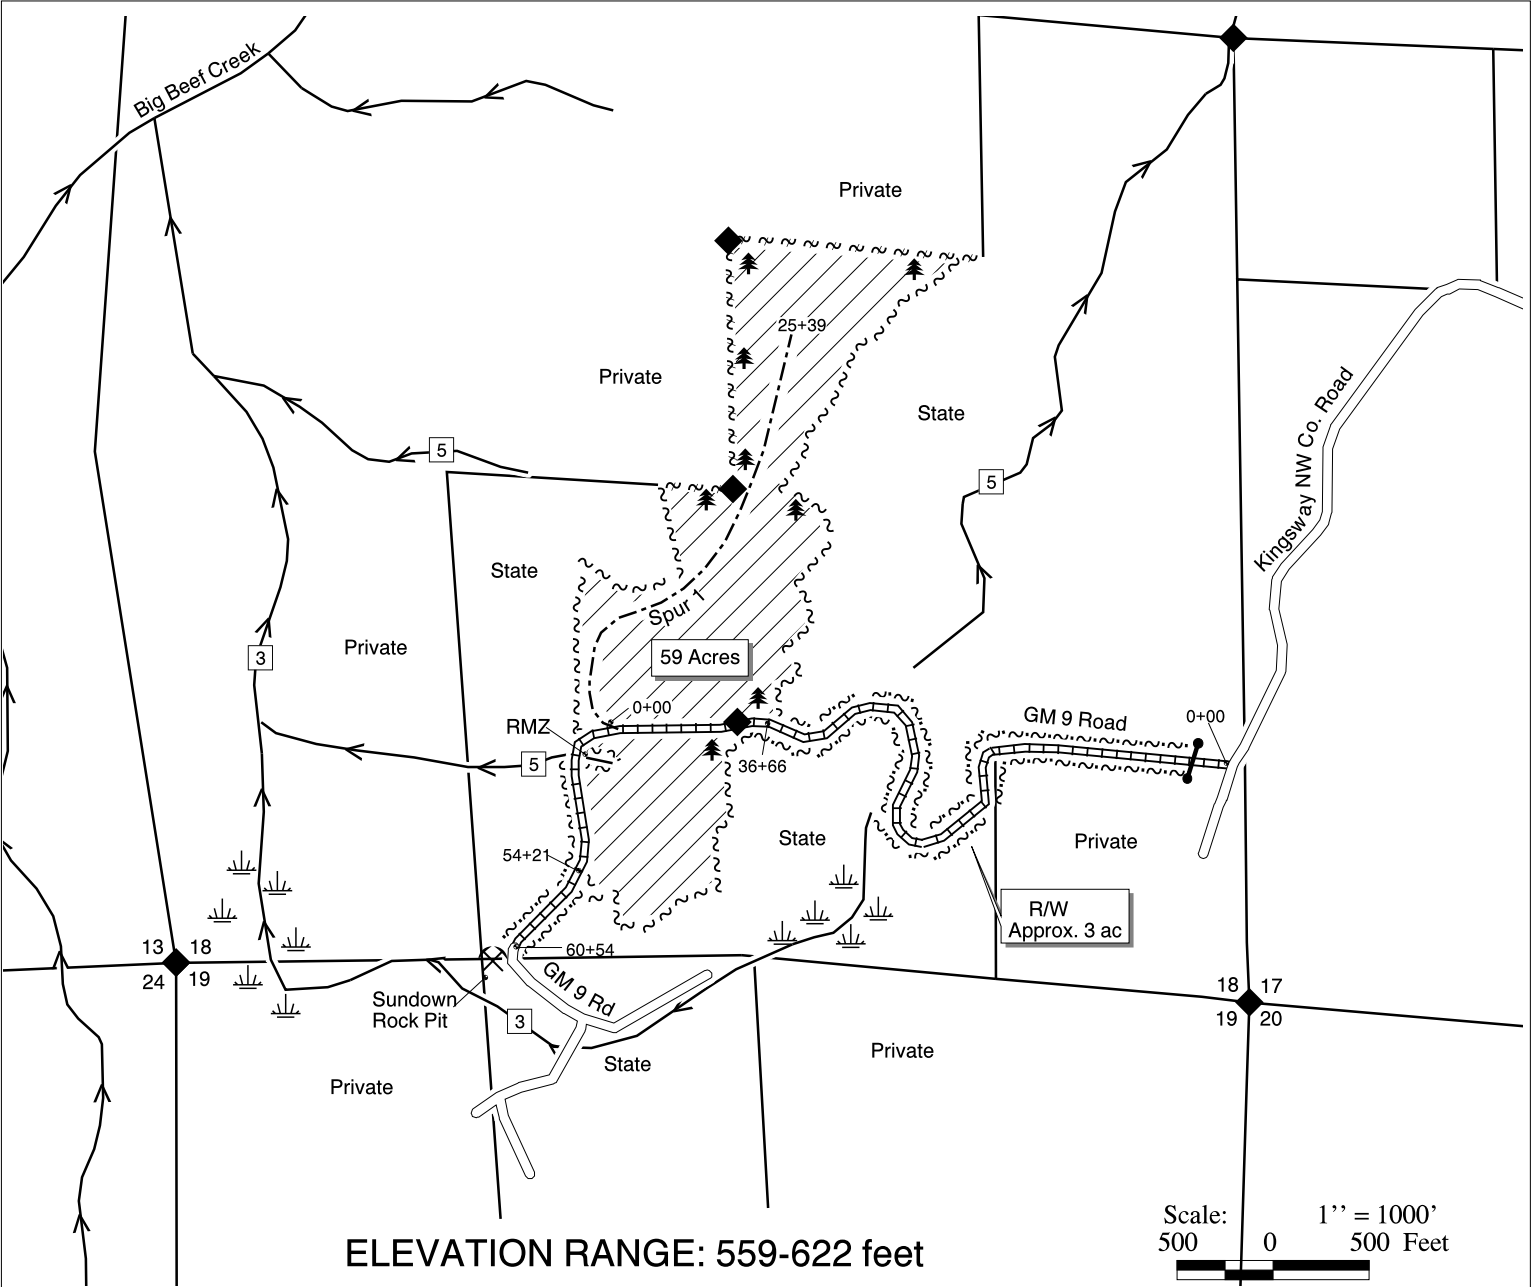 Big Beef Creek
Private
25+39
Private
State
Kingsway NW Co. Road
5
5
State
Spur 1
Private
3
59 Acres
0+00
GM 9 Road
0+00
RMZ
5
36+66
State
Private
54+21
R/W
Approx. 3 ac
13 18
24 19
60+54
GM 9 Rd
Sundown
Rock Pit
3
18 17
19 20
State
Private
Private
Scale: 1’’ = 1000’
500 0 500 Feet
ELEVATION RANGE: 559-622 feet